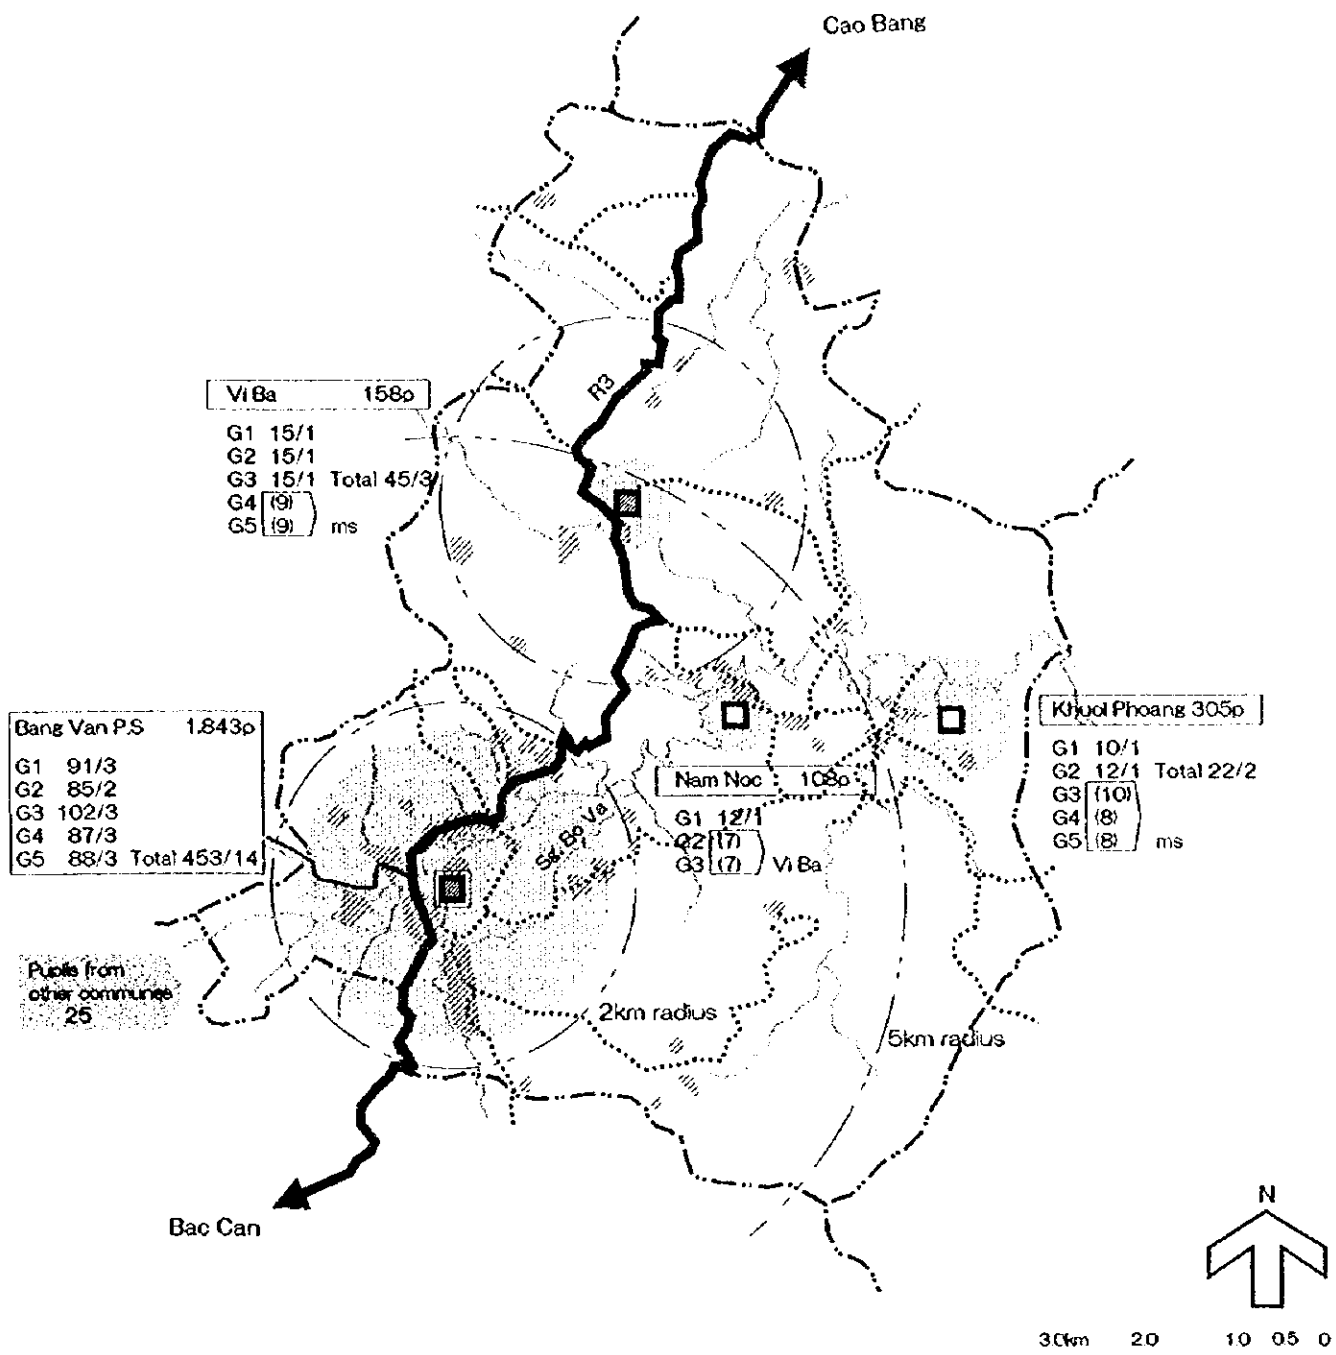 Cao Bang
R3
Vi Ba 158p
G1 15/1
G2 15/1
G3 15/1 Total 45/3
G4 (9)
G5 (9) ms
Bang Van P.S 1.843p
G1 91/3
G2 85/2
G3 102/3
G4 87/3
G5 88/3 Total 453/14
Khuol Phoang 305p
G1 10/1
G2 12/1 Total 22/2
G3 (10)
G4 (8)
G5 (8) ms
Nam Noc 108p
G1 12/1
G2 (7)
G3 (7) Vi Ba
Sg. Bo Va
Pupils from
other communes
25
2km radius
5km radius
Bac Can
N
3.0km 2.0 1.0 0.5 0